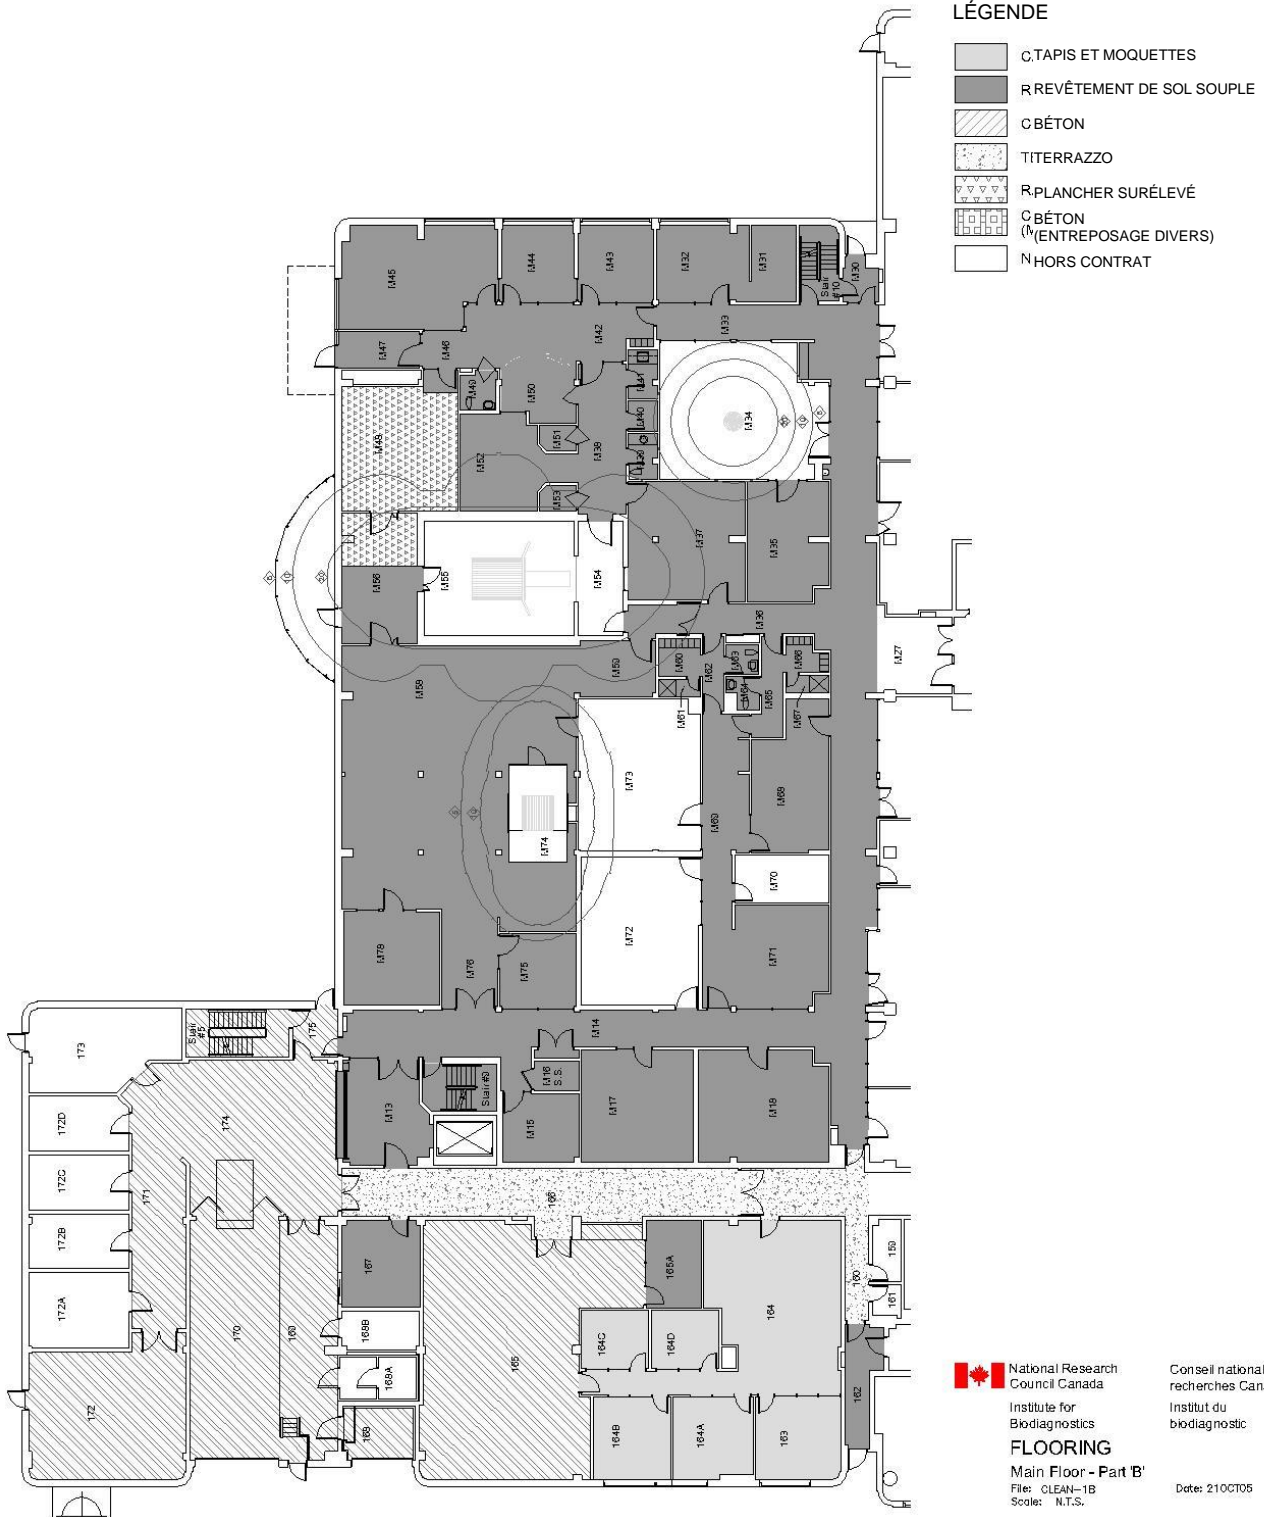 LÉGENDE
C. TAPIS ET MOQUETTES
R REVÊTEMENT DE SOL SOUPLE
C BÉTON
TI TERRAZZO
R. PLANCHER SURÉLEVÉ
C BÉTON
(ENTREPOSAGE DIVERS)
N HORS CONTRAT
M45
M44
M43
M32
M31
Stair #10
M30
M47
M46
M42
M33
M49
M50
M41
M40
M34
M48
M52
M51
M38
M39
M53
M37
M35
M56
M55
M54
M36
M27
M58
M59
M60
M62
M63
M66
M64
M65
M61
M67
M73
M68
M74
M69
M70
M72
M71
M78
M76
M75
M14
173
Stair #5
175
M16
S.S.
Stair #9
M13
M15
M17
M18
172D
174
172C
171
172B
172A
166
167
165A
160
159
161
164
170
169
168B
168A
165
164C
164D
162
172
168
164B
164A
163
National Research
Council Canada
Conseil national
recherches Can
Institute for
Biodiagnostics
Institut du
biodiagnostic
FLOORING
Main Floor - Part 'B'
File: CLEAN-1B
Date: 21OCT05
Scale: N.T.S.